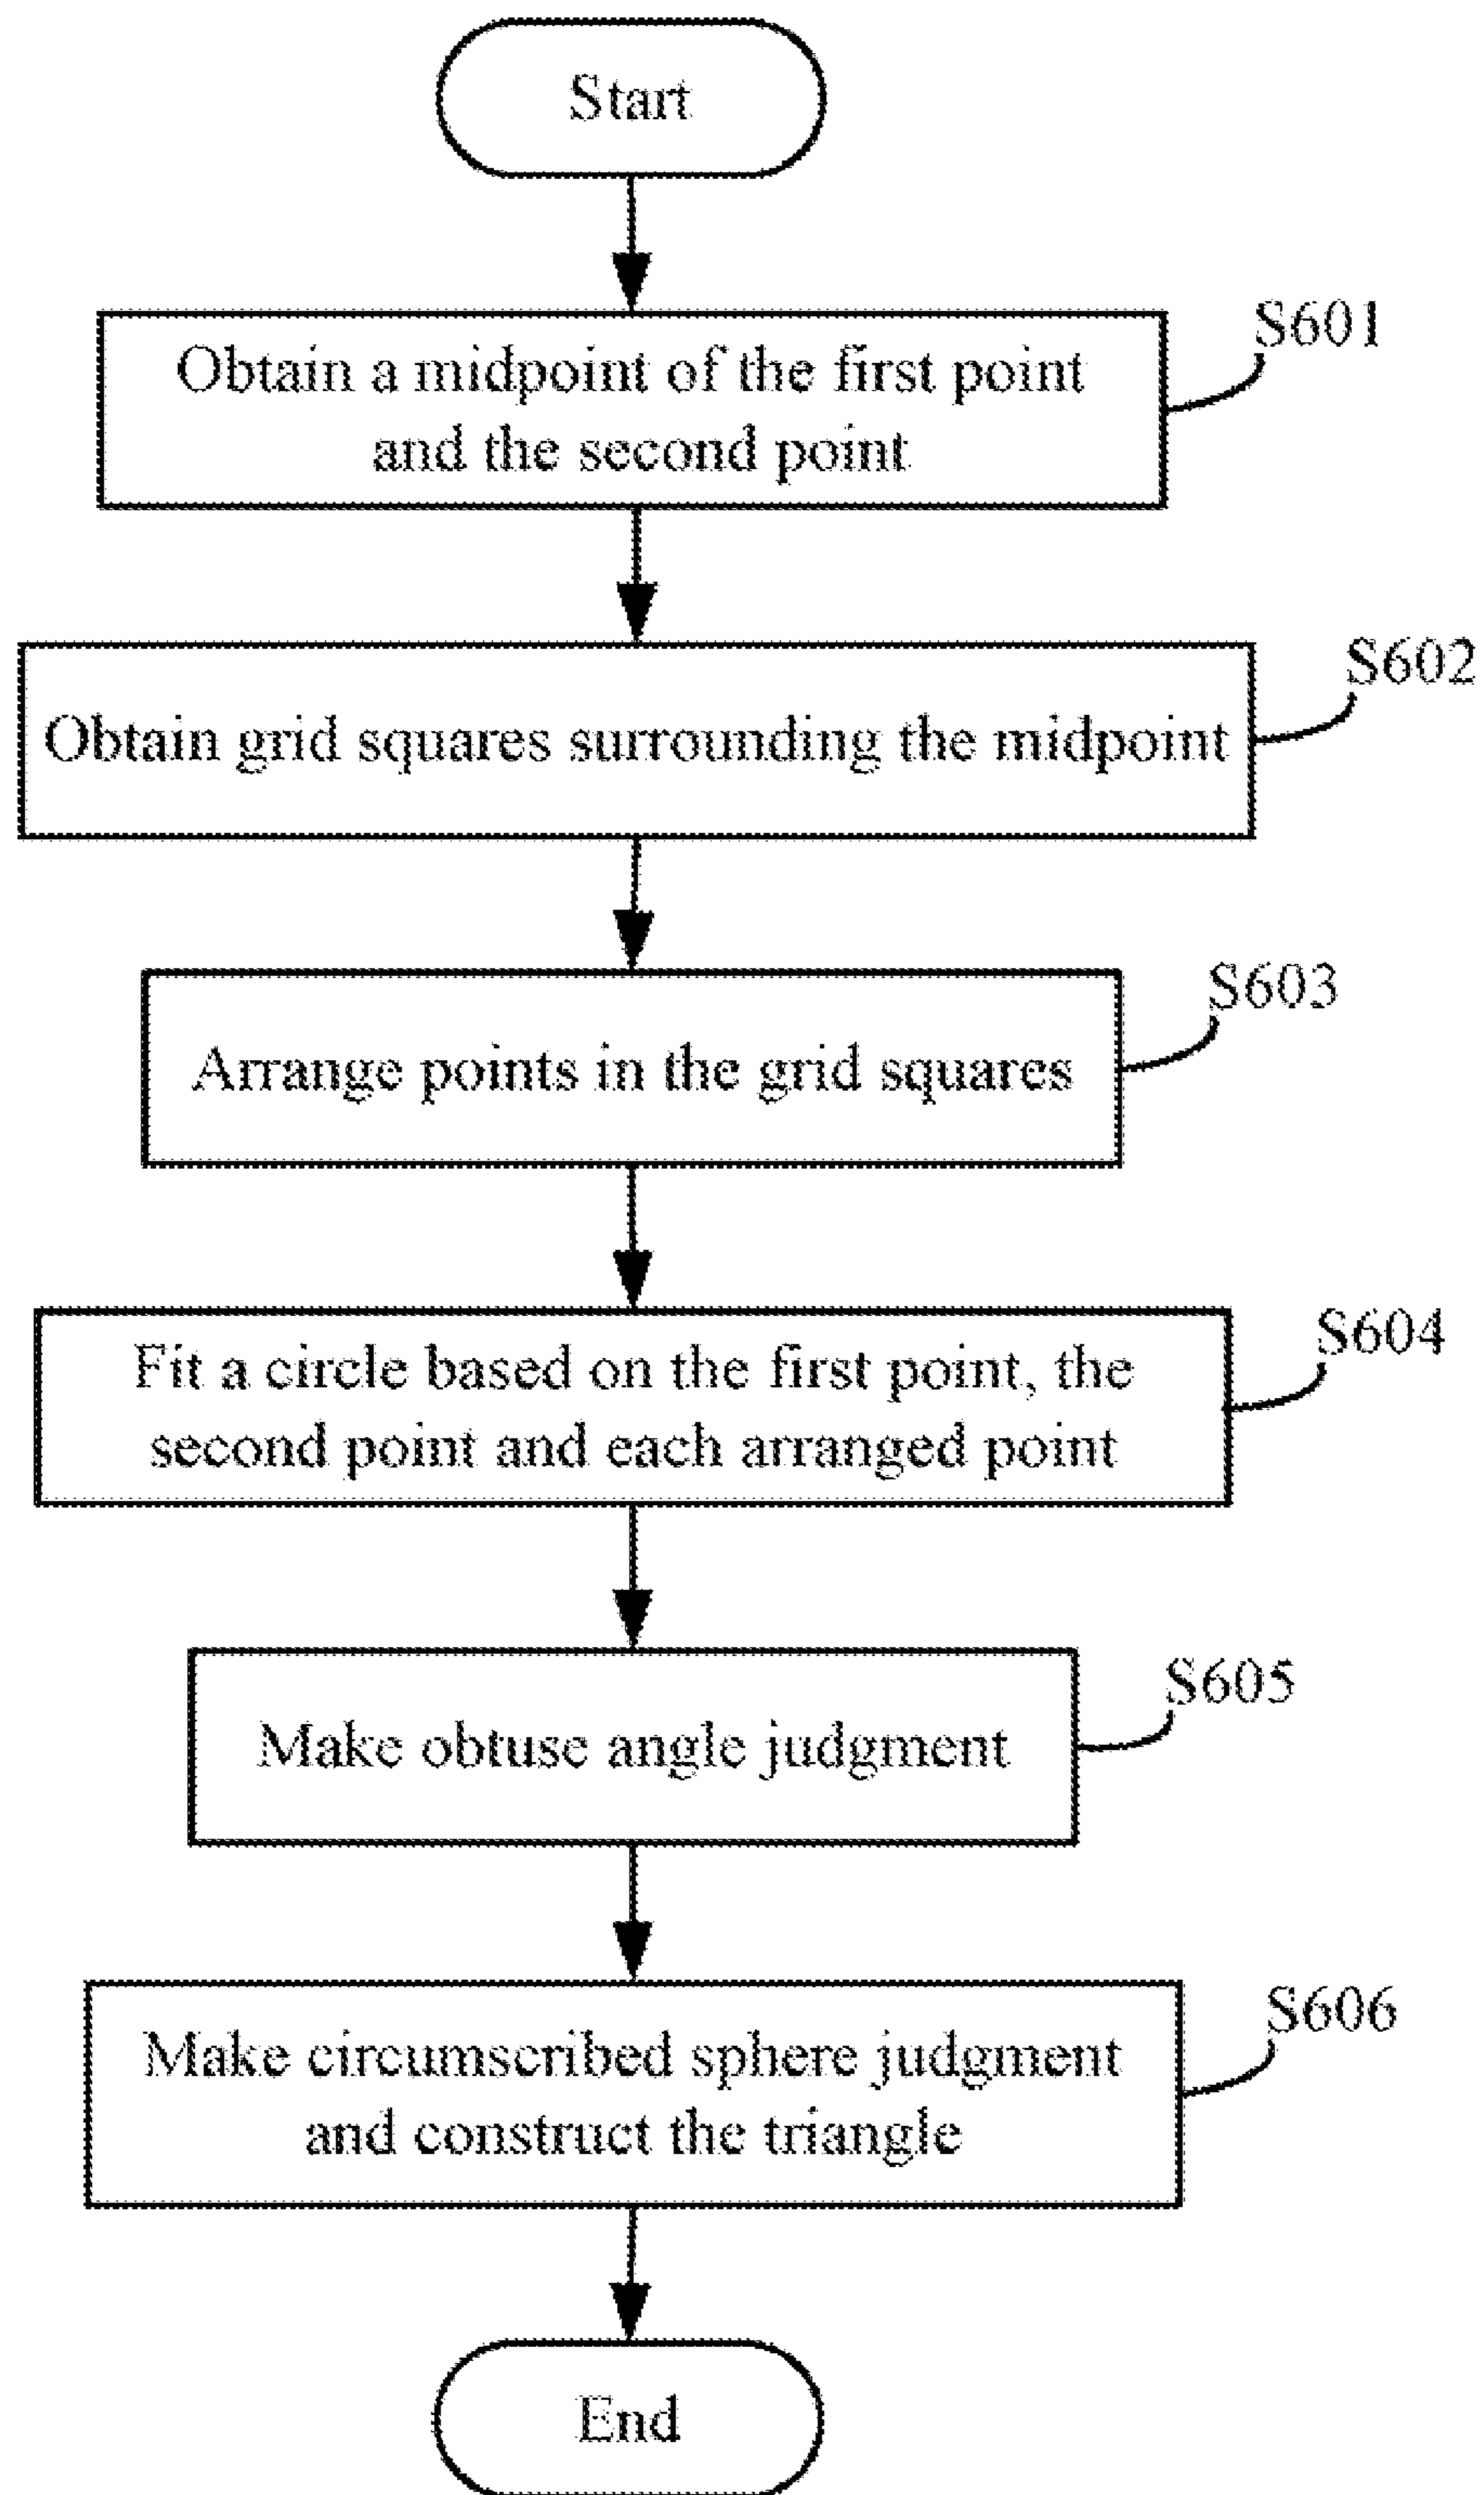 Start
S601
Obtain a midpoint of the first point
and the second point
S602
Obtain grid squares surrounding the midpoint
S603
Arrange points in the grid squares
S604
Fit a circle based on the first point, the
second point and each arranged point
S605
Make obtuse angle judgment
S606
Make circumscribed sphere judgment
and construct the triangle
End